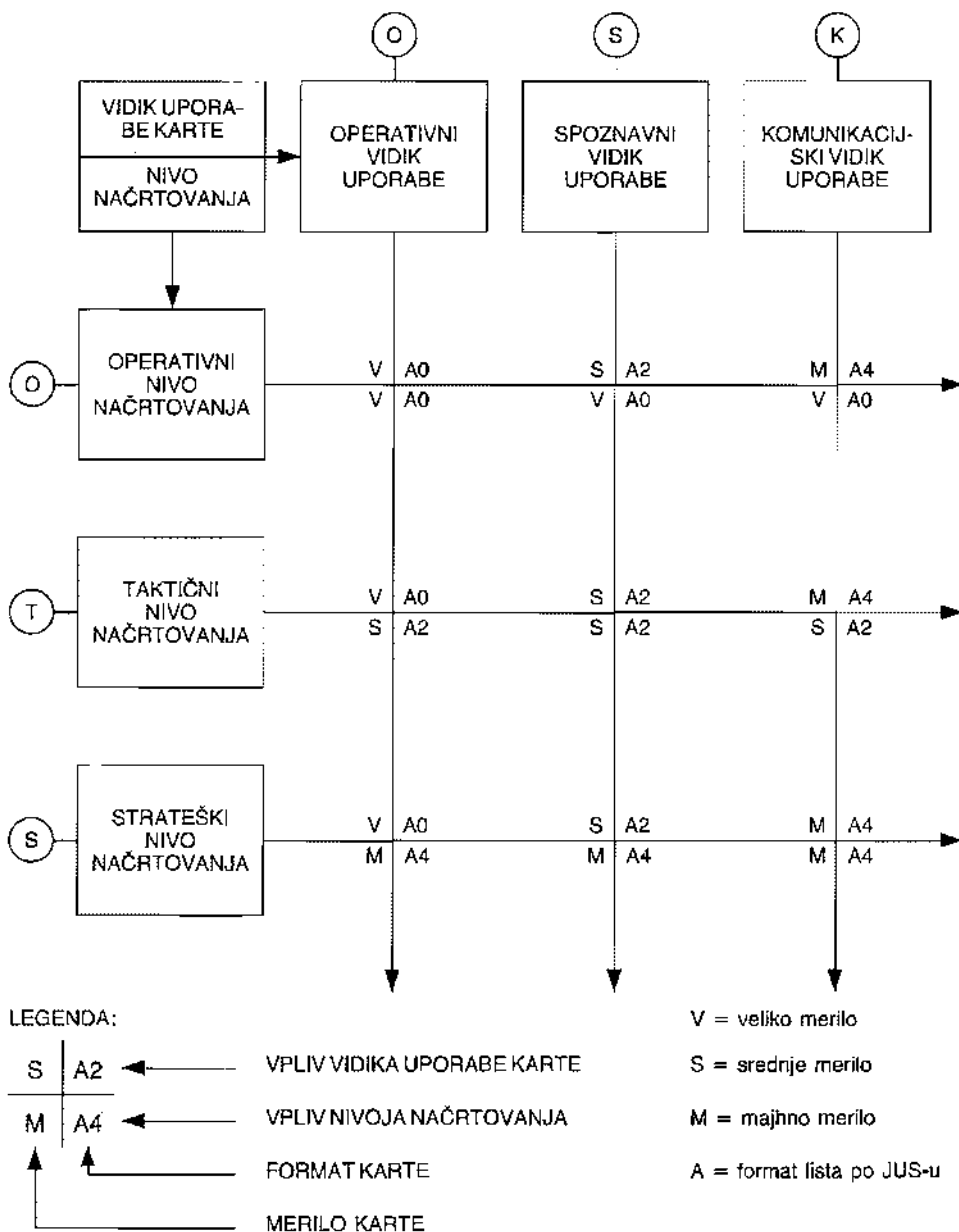 O
S
K
VIDIK UPORA-
BE KARTE
NIVO
NAČRTOVANJA
OPERATIVNI
VIDIK
UPORABE
SPOZNAVNI
VIDIK
UPORABE
KOMUNIKACIJ-
SKI VIDIK
UPORABE
O
OPERATIVNI
NIVO
NAČRTOVANJA
V A0 S A2 M A4
V A0 V A0 V A0
T
TAKTIČNI
NIVO
NAČRTOVANJA
V A0 S A2 M A4
S A2 S A2 S A2
S
STRATEŠKI
NIVO
NAČRTOVANJA
V A0 S A2 M A4
M A4 M A4 M A4
LEGENDA:
S A2
M A4
VPLIV VIDIKA UPORABE KARTE
VPLIV NIVOJA NAČRTOVANJA
FORMAT KARTE
MERILO KARTE
V = veliko merilo
S = srednje merilo
M = majhno merilo
A = format lista po JUS-u